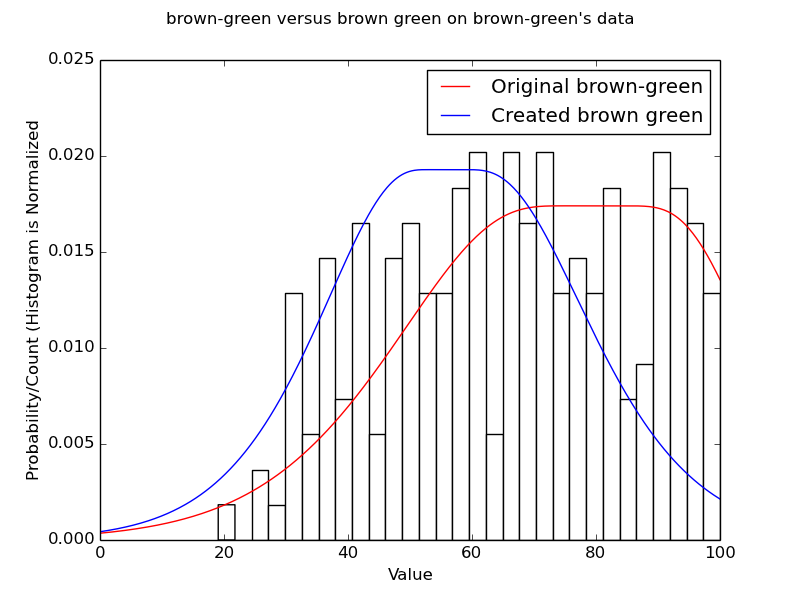 brown-green versus brown green on brown-green's data
Original brown-green
Created brown green
Probability/Count (Histogram is Normalized
0.025
0.020
0.015
0.010
0.005
0.000
0 20 40 60 80 100
Value